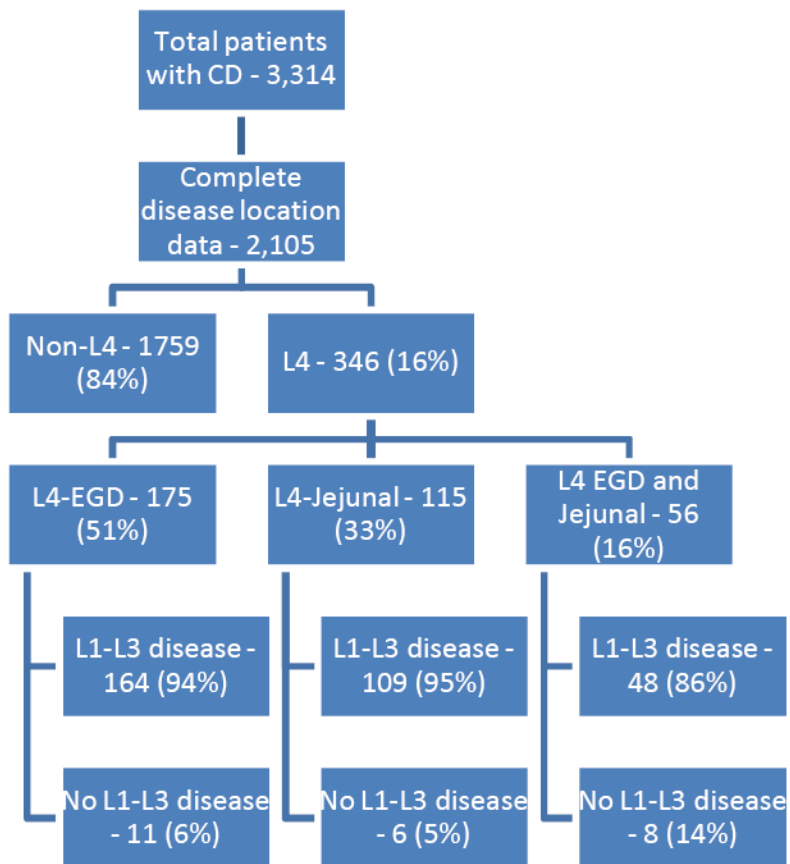 Total patients
with CD - 3,314
Complete
disease location
data - 2,105
Non-L4 - 1759
(84%)
L4 - 346 (16%)
L4-EGD - 175
(51%)
L4-Jejunal - 115
(33%)
L4 EGD and
Jejunal - 56
(16%)
L1-L3 disease -
164 (94%)
L1-L3 disease -
109 (95%)
L1-L3 disease -
48 (86%)
No L1-L3 disease
- 11 (6%)
No L1-L3 disease
- 6 (5%)
No L1-L3 disease
- 8 (14%)